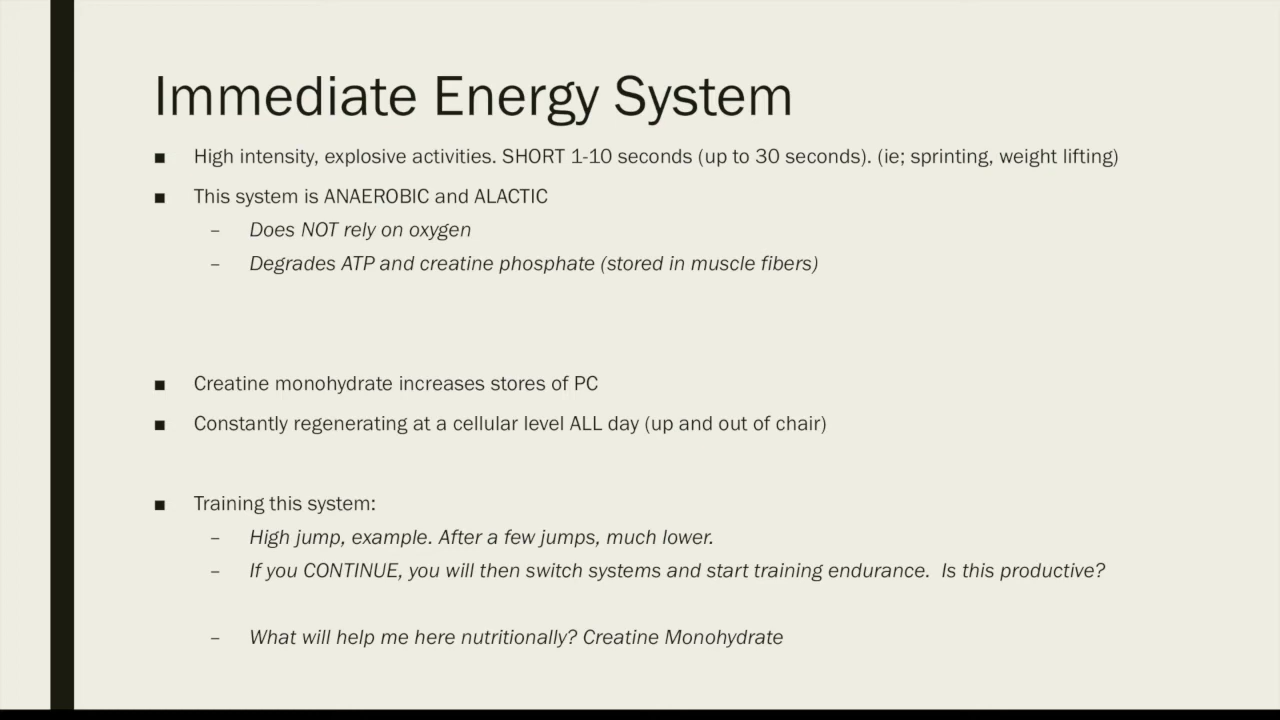 Immediate Energy System
■ High intensity, explosive activities. SHORT 1-10 seconds (up to 30 seconds). (ie; sprinting, weight lifting)
■ This system is ANAEROBIC and ALACTIC
– Does NOT rely on oxygen
– Degrades ATP and creatine phosphate (stored in muscle fibers)
■ Creatine monohydrate increases stores of PC
■ Constantly regenerating at a cellular level ALL day (up and out of chair)
■ Training this system:
– High jump, example. After a few jumps, much lower.
– If you CONTINUE, you will then switch systems and start training endurance.  Is this productive?
– What will help me here nutritionally? Creatine Monohydrate